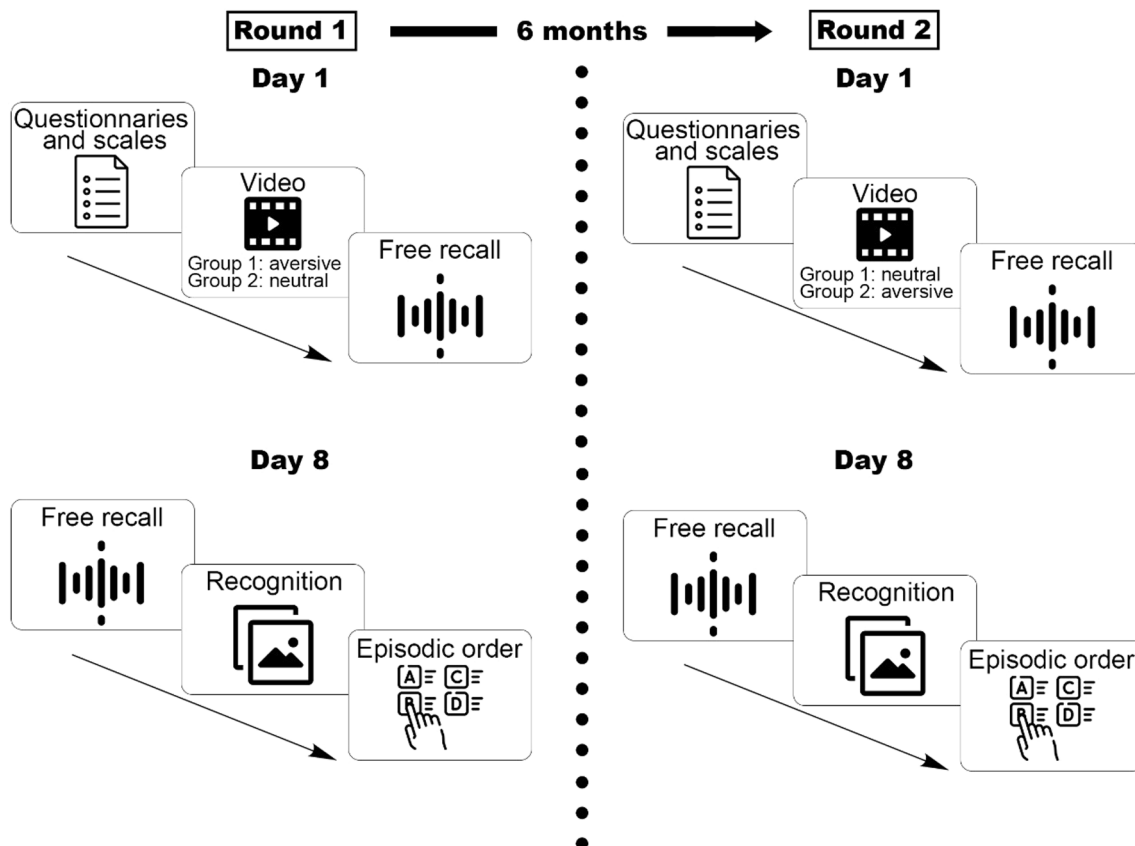 Round 1
6 months
Round 2
Day 1
Questionnaries
and scales
Video
Group 1: aversive
Group 2: neutral
Free recall
Day 1
Questionnaries
and scales
Video
Group 1: neutral
Group 2: aversive
Free recall
Day 8
Free recall
Recognition
Episodic order
A C
B D
Day 8
Free recall
Recognition
Episodic order
A C
B D